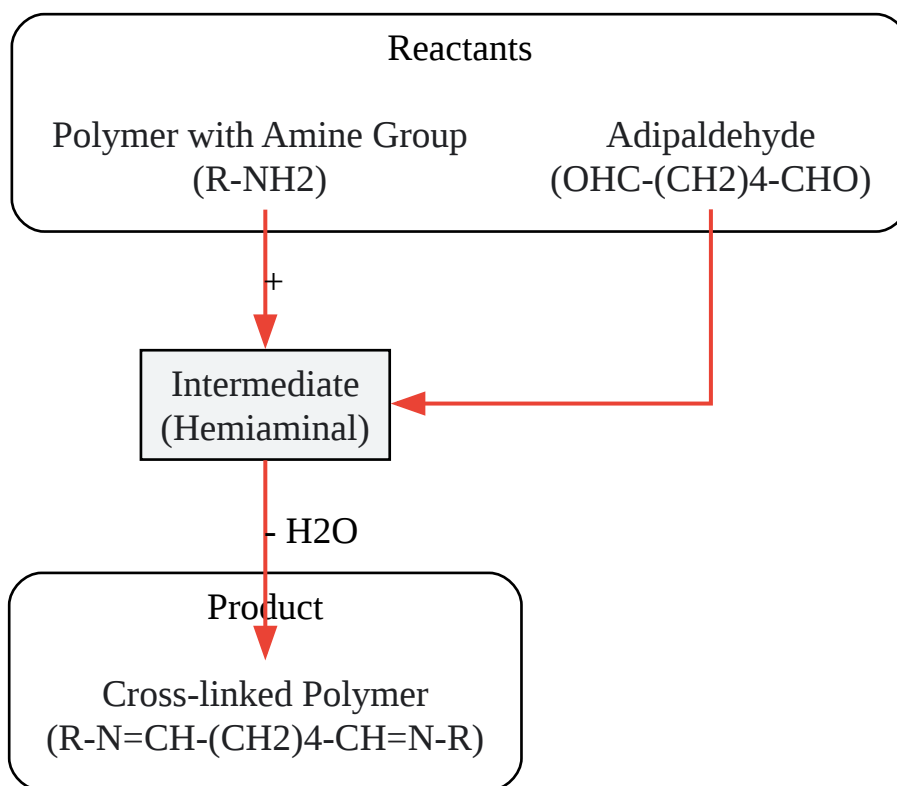 Reactants
Polymer with Amine Group
(R-NH2)
Adipaldehyde
(OHC-(CH2)4-CHO)
+
Intermediate
(Hemiaminal)
- H2O
Product
Cross-linked Polymer
(R-N=CH-(CH2)4-CH=N-R)